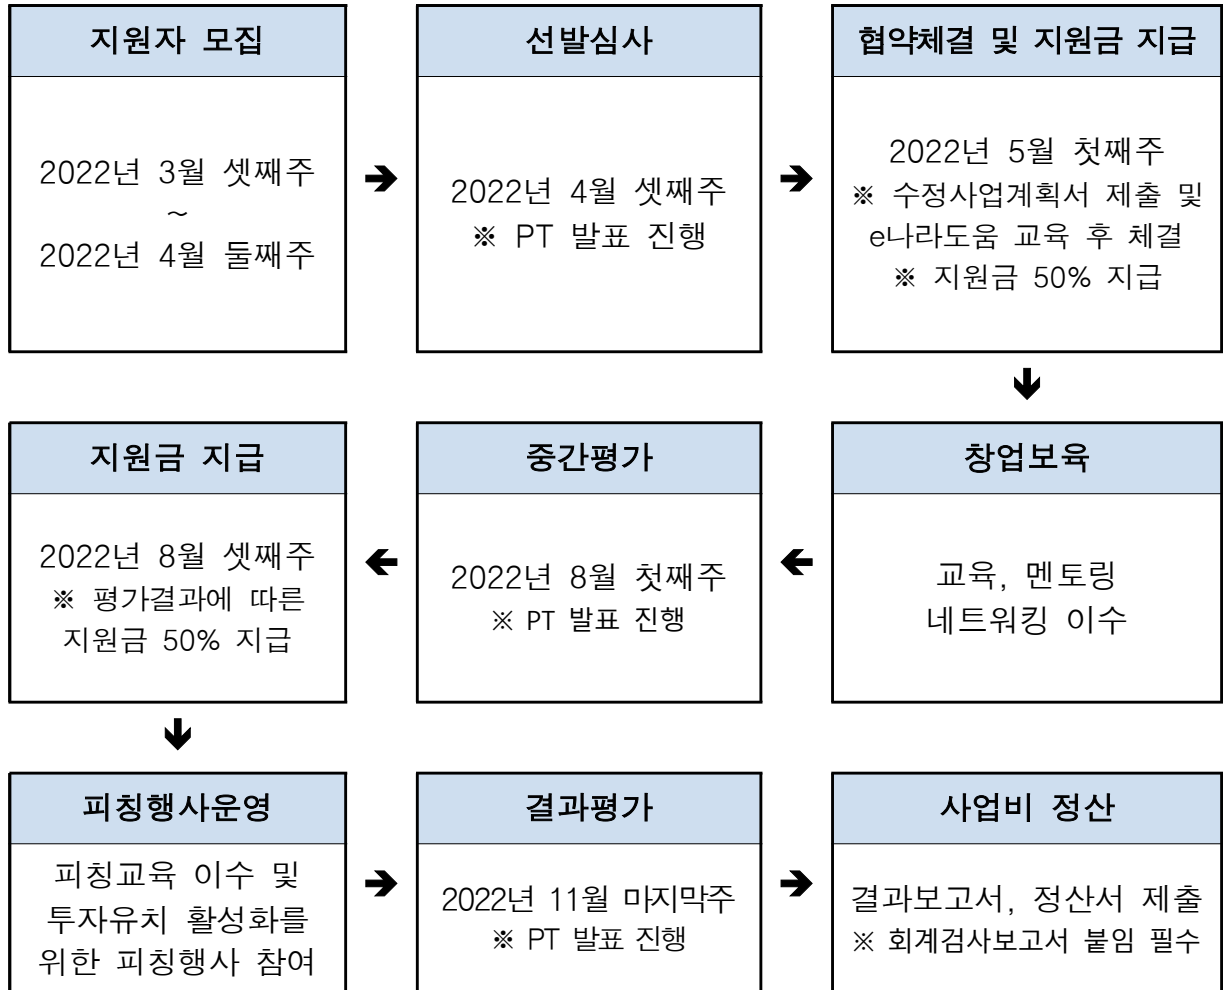 지원자 모집
2022년 3월 셋째주
~
2022년 4월 둘째주
➔
선발심사
2022년 4월 셋째주
※ PT 발표 진행
➔
협약체결 및 지원금 지급
2022년 5월 첫째주
※ 수정사업계획서 제출 및
e나라도움 교육 후 체결
※ 지원금 50% 지급
창업보육
교육, 멘토링
네트워킹 이수
중간평가
2022년 8월 첫째주
※ PT 발표 진행
지원금 지급
2022년 8월 셋째주
※ 평가결과에 따른
지원금 50% 지급
피칭행사운영
피칭교육 이수 및
투자유치 활성화를
위한 피칭행사 참여
➔
결과평가
2022년 11월 마지막주
※ PT 발표 진행
➔
사업비 정산
결과보고서, 정산서 제출
※ 회계검사보고서 붙임 필수